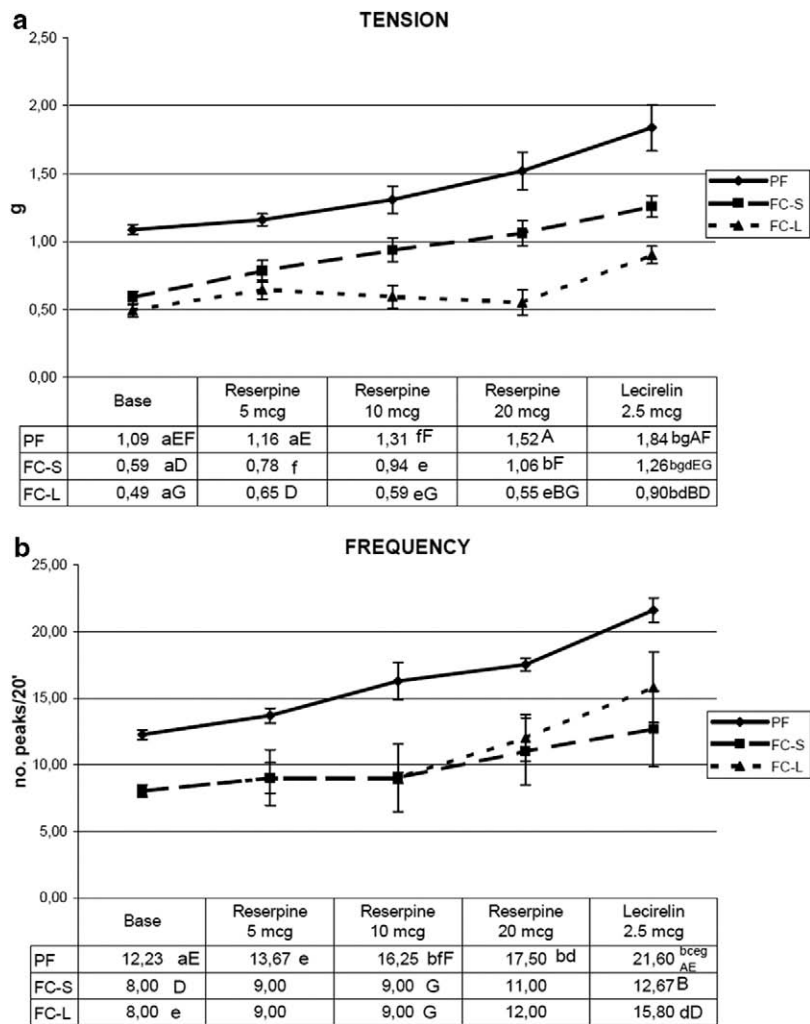 a
TENSION
2,50
2,00
1,50
1,00
0,50
0,00
g
PF
FC-S
FC-L
Base Reserpine 5 mcg Reserpine 10 mcg Reserpine 20 mcg Lecirelin 2.5 mcg
PF 1,09 aEF 1,16 aE 1,31 fF 1,52 A 1,84 bgAF
FC-S 0,59 aD 0,78 f 0,94 e 1,06 bF 1,26 bgdEG
FC-L 0,49 aG 0,65 D 0,59 eG 0,55 eBG 0,90 bdBD
b
FREQUENCY
25,00
20,00
15,00
10,00
5,00
0,00
no. peaks/20'
PF
FC-S
FC-L
Base Reserpine 5 mcg Reserpine 10 mcg Reserpine 20 mcg Lecirelin 2.5 mcg
PF 12,23 aE 13,67 e 16,25 bfF 17,50 bd 21,60 bceg AE
FC-S 8,00 D 9,00 9,00 G 11,00 12,67 B
FC-L 8,00 e 9,00 9,00 G 12,00 15,80 dD